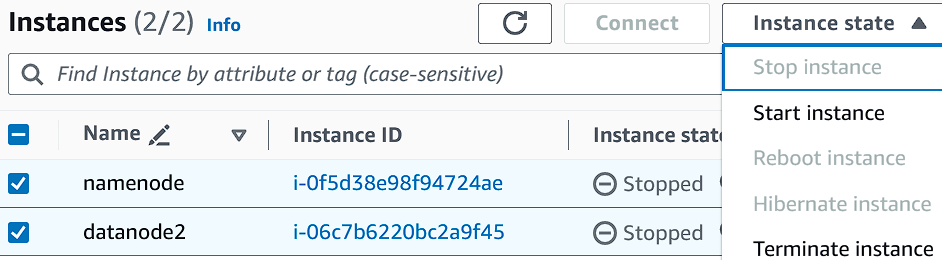 Instances (2/2) Info Connect Instance state
Find Instance by attribute or tag (case-sensitive) Stop instance
Start instance
Name Instance ID Instance stat
Reboot instance
namenode i-0f5d38e98f94724ae Stopped
Hibernate instance
datanode2 i-06c7b6220bc2a9f45 Stopped
Terminate instance